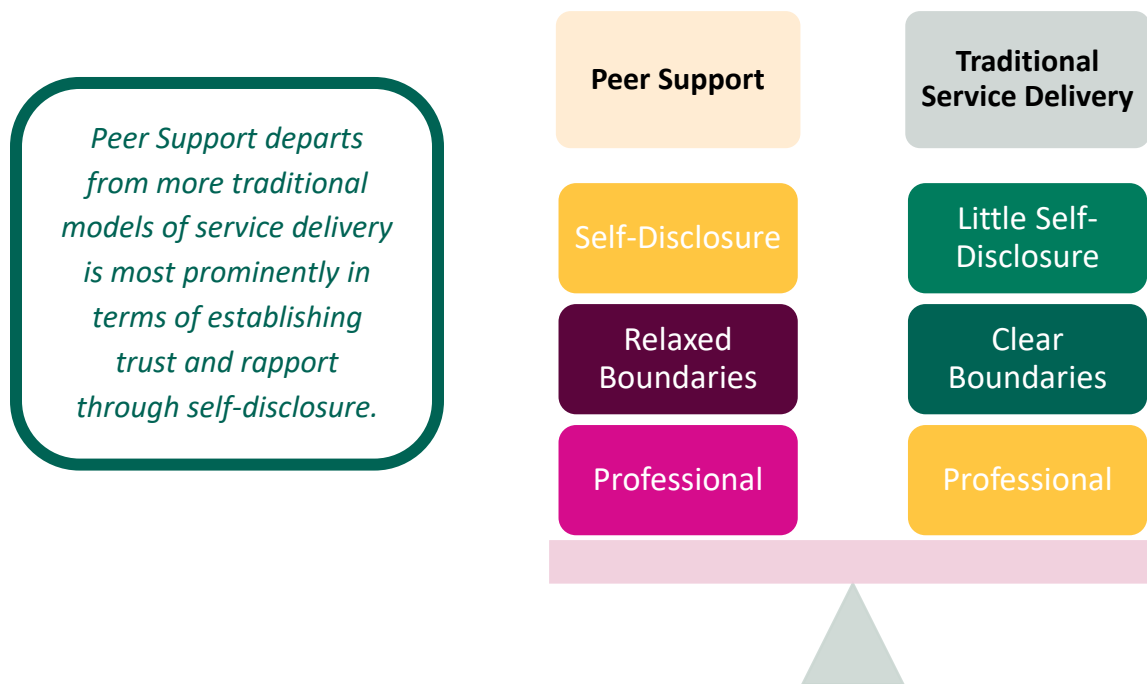 Peer Support departs
from more traditional
models of service delivery
is most prominently in
terms of establishing
trust and rapport
through self-disclosure.
Peer Support
Traditional
Service Delivery
Self-Disclosure
Little Self-
Disclosure
Relaxed
Boundaries
Clear
Boundaries
Professional
Professional